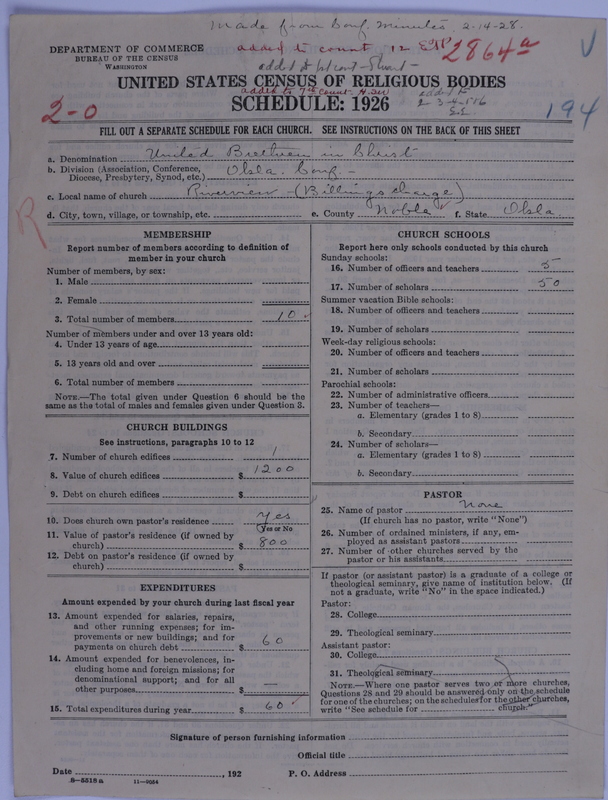 Made from Conf. Minutes. 2-14-28.
DEPARTMENT OF COMMERCE
BUREAU OF THE CENSUS
WASHINGTON
added to count 12 2864a
UNITED STATES CENSUS OF RELIGIOUS BODIES
added to 7th count
2-0
SCHEDULE: 1926
194
FILL OUT A SEPARATE SCHEDULE FOR EACH CHURCH. SEE INSTRUCTIONS ON THE BACK OF THIS SHEET
a. Denomination United Brethren in Christ
b. Division (Association, Conference, Diocese, Presbytery, Synod, etc.) Okla. Conf.
c. Local name of church Riverview (Billings charge)
d. City, town, village, or township, etc. e. County Noble f. State Okla.
R
MEMBERSHIP
Report number of members according to definition of
member in your church
Number of members, by sex:
1. Male
2. Female
3. Total number of members 10
Number of members under and over 13 years old:
4. Under 13 years of age
5. 13 years old and over
6. Total number of members
NOTE.—The total given under Question 6 should be the
same as the total of males and females given under Question 3.
CHURCH BUILDINGS
See instructions, paragraphs 10 to 12
7. Number of church edifices 1
8. Value of church edifices $ 1200
9. Debt on church edifices $
10. Does church own pastor's residence yes
Yes or No
11. Value of pastor's residence (if owned by
church) $ 800
12. Debt on pastor's residence (if owned by
church) $
EXPENDITURES
Amount expended by your church during last fiscal year
13. Amount expended for salaries, repairs,
and other running expenses; for im-
provements or new buildings; and for
payments on church debt $ 60
14. Amount expended for benevolences, in-
cluding home and foreign missions; for
denominational support; and for all
other purposes $ —
15. Total expenditures during year $ 60
CHURCH SCHOOLS
Report here only schools conducted by this church
Sunday schools:
16. Number of officers and teachers 5
17. Number of scholars 50
Summer vacation Bible schools:
18. Number of officers and teachers
19. Number of scholars
Week-day religious schools:
20. Number of officers and teachers
21. Number of scholars
Parochial schools:
22. Number of administrative officers
23. Number of teachers—
a. Elementary (grades 1 to 8)
b. Secondary
24. Number of scholars—
a. Elementary (grades 1 to 8)
b. Secondary
PASTOR
25. Name of pastor None
(If church has no pastor, write "None")
26. Number of ordained ministers, if any, em-
ployed as assistant pastors
27. Number of other churches served by the
pastor or his assistants
If pastor (or assistant pastor) is a graduate of a college or
theological seminary, give name of institution below. (If
not a graduate, write "No" in the space indicated.)
Pastor:
28. College
29. Theological seminary
Assistant pastor:
30. College
31. Theological seminary
NOTE.—Where one pastor serves two or more churches,
Questions 28 and 29 should be answered only on the schedule
for one of the churches; on the schedules for the other churches,
write "See schedule for church."
Signature of person furnishing information
Official title
Date , 192 P. O. Address
8—5518a 11—9054